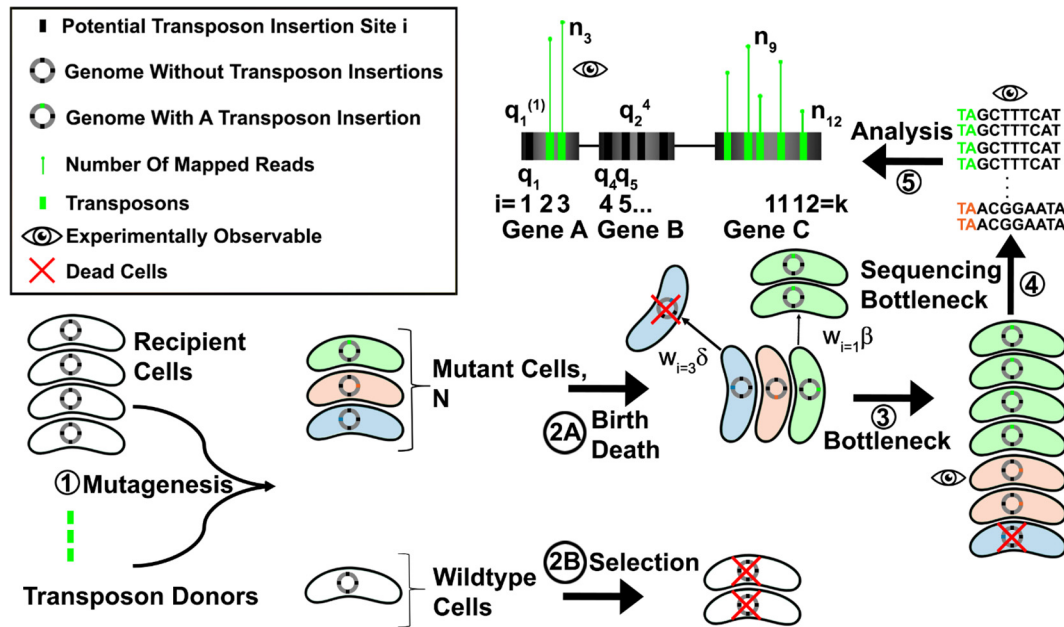 Potential Transposon Insertion Site i
Genome Without Transposon Insertions
Genome With A Transposon Insertion
Number Of Mapped Reads
Transposons
Experimentally Observable
Dead Cells
n3
n9
n12
q1(1)
q24
q1
q4q5
i= 1 2 3
4 5...
11 12=k
Gene A
Gene B
Gene C
Analysis
5
TAGCTTTCAT
TAGCTTTCAT
TAGCTTTCAT
TAGCTTTCAT
TAACGGAATA
TAACGGAATA
Sequencing
Bottleneck
4
Recipient
Cells
1 Mutagenesis
Transposon Donors
Mutant Cells,
N
2A Birth
Death
wi=3δ
wi=1β
3
Bottleneck
Wildtype
Cells
2B Selection